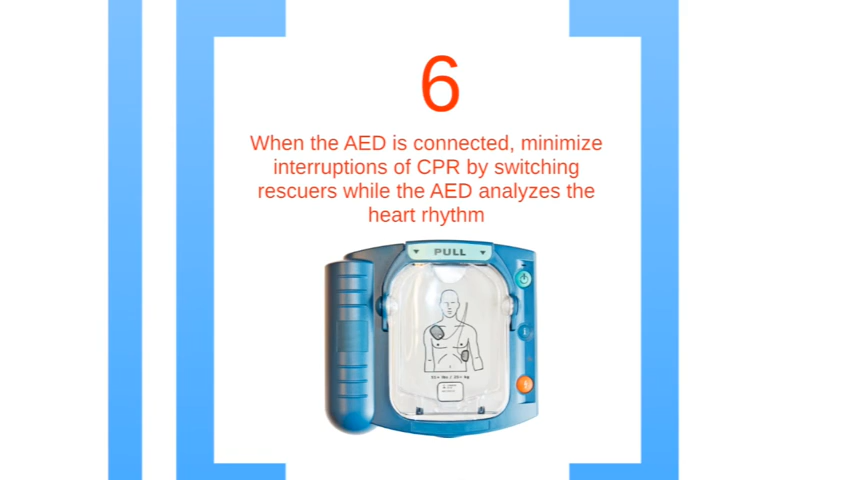 6
When the AED is connected, minimize
interruptions of CPR by switching
rescuers while the AED analyzes the
heart rhythm
PULL